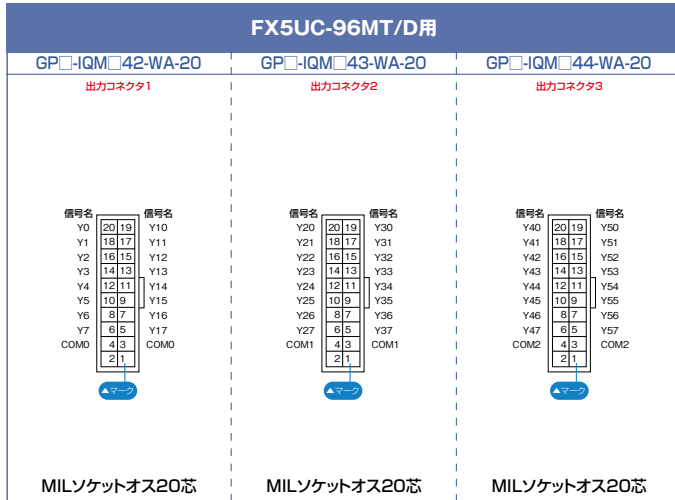 FX5UC-96MT/D用
GP□-IQM□42-WA-20 GP□-IQM□43-WA-20 GP□-IQM□44-WA-20
出力コネクタ1 出力コネクタ2 出力コネクタ3
信号名 信号名 信号名 信号名 信号名 信号名
Y0 20 19 Y10 Y20 20 19 Y30 Y40 20 19 Y50
Y1 18 17 Y11 Y21 18 17 Y31 Y41 18 17 Y51
Y2 16 15 Y12 Y22 16 15 Y32 Y42 16 15 Y52
Y3 14 13 Y13 Y23 14 13 Y33 Y43 14 13 Y53
Y4 12 11 Y14 Y24 12 11 Y34 Y44 12 11 Y54
Y5 10 9 Y15 Y25 10 9 Y35 Y45 10 9 Y55
Y6 8 7 Y16 Y26 8 7 Y36 Y46 8 7 Y56
Y7 6 5 Y17 Y27 6 5 Y37 Y47 6 5 Y57
COM0 4 3 COM0 COM1 4 3 COM1 COM2 4 3 COM2
2 1 2 1 2 1
▲マーク ▲マーク ▲マーク
MILソケットオス20芯 MILソケットオス20芯 MILソケットオス20芯